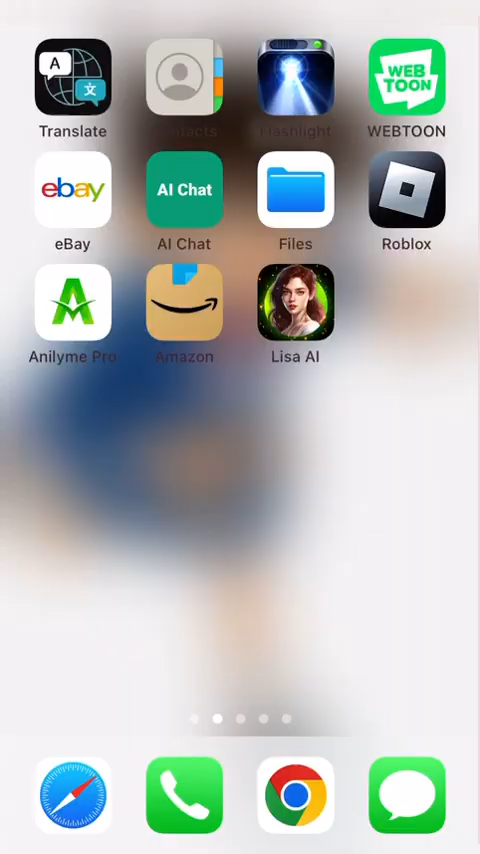 A
文
WEB
TOON
Translate
Contacts
Flashlight
WEBTOON
ebay
AI Chat
eBay
AI Chat
Files
Roblox
Anilyme Pro
Amazon
Lisa AI